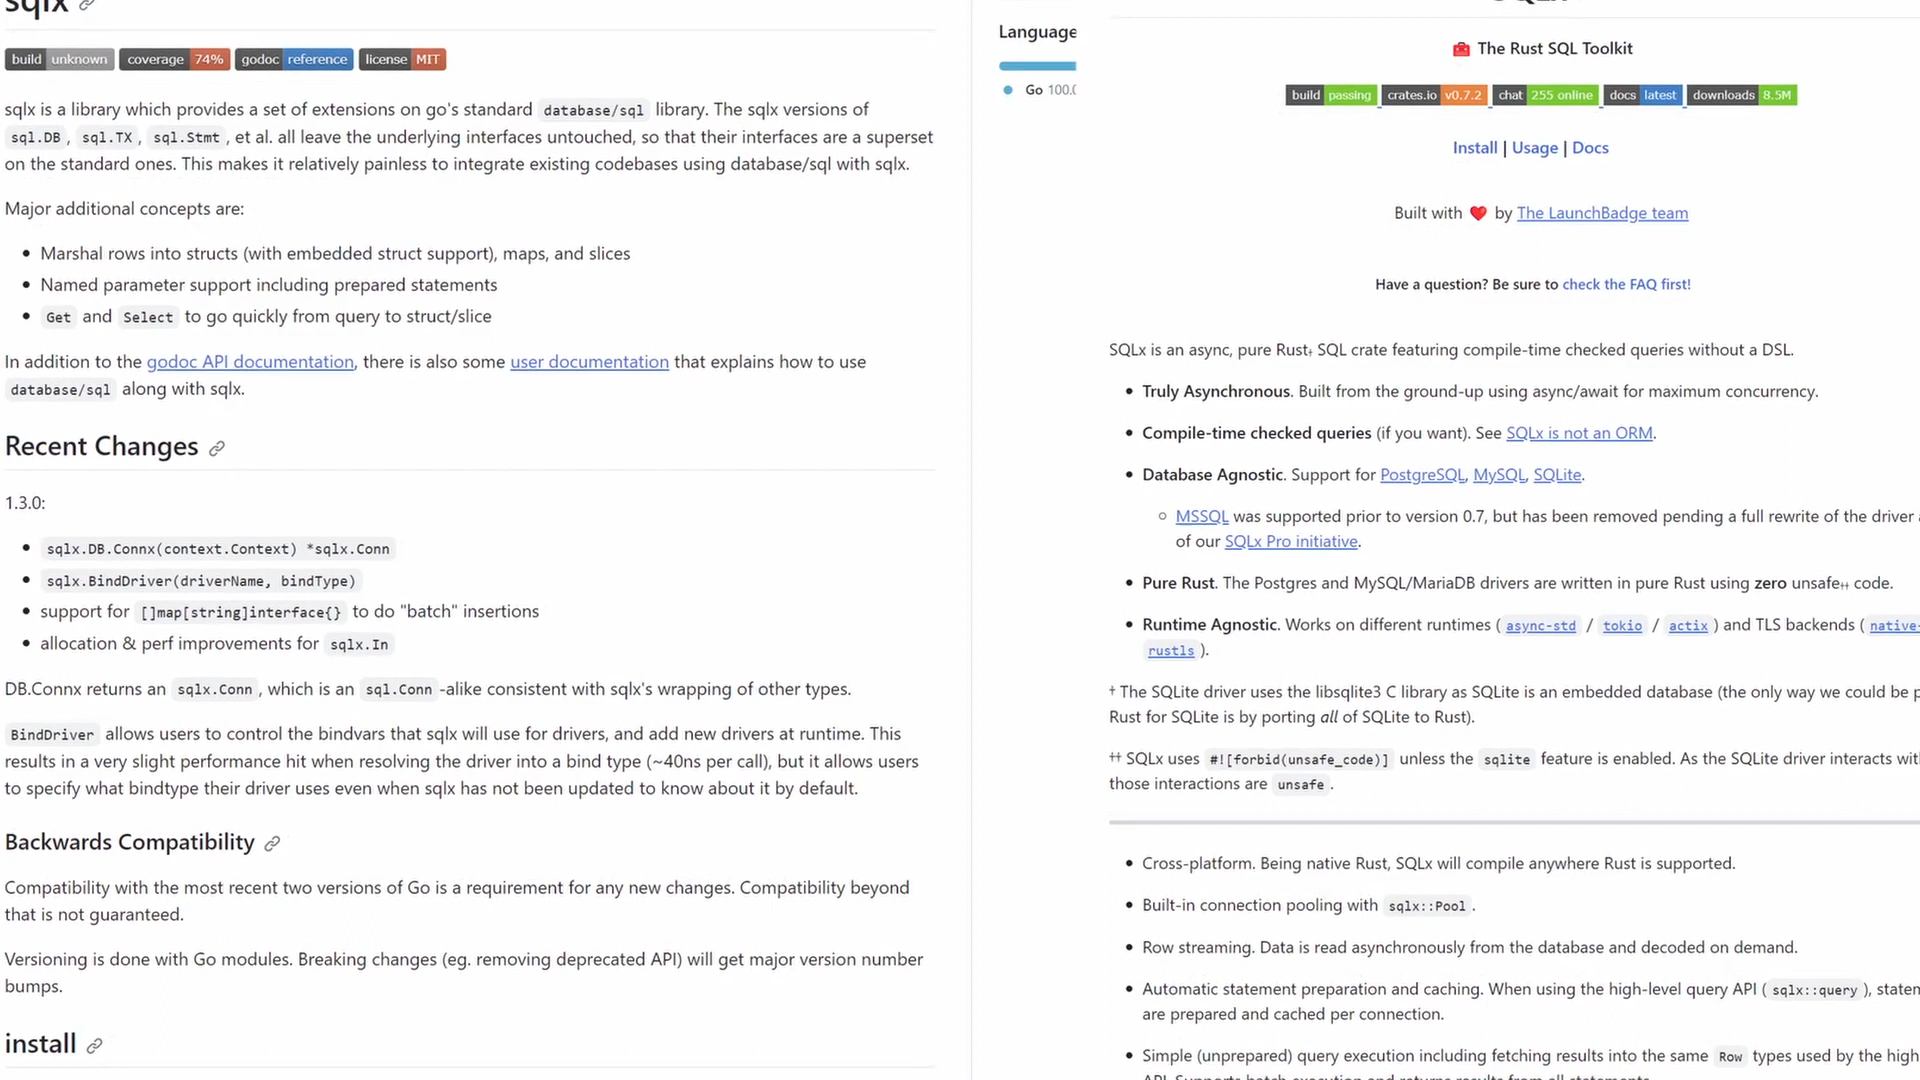 sqlx
build unknown coverage 74% godoc reference license MIT
sqlx is a library which provides a set of extensions on go's standard database/sql library. The sqlx versions of
sql.DB, sql.TX, sql.Stmt, et al. all leave the underlying interfaces untouched, so that their interfaces are a superset
on the standard ones. This makes it relatively painless to integrate existing codebases using database/sql with sqlx.
Major additional concepts are:
• Marshal rows into structs (with embedded struct support), maps, and slices
• Named parameter support including prepared statements
• Get and Select to go quickly from query to struct/slice
In addition to the godoc API documentation, there is also some user documentation that explains how to use
database/sql along with sqlx.
Recent Changes
1.3.0:
• sqlx.DB.Connx(context.Context) *sqlx.Conn
• sqlx.BindDriver(driverName, bindType)
• support for []map[string]interface{} to do "batch" insertions
• allocation & perf improvements for sqlx.In
DB.Connx returns an sqlx.Conn, which is an sql.Conn-alike consistent with sqlx's wrapping of other types.
BindDriver allows users to control the bindvars that sqlx will use for drivers, and add new drivers at runtime. This
results in a very slight performance hit when resolving the driver into a bind type (~40ns per call), but it allows users
to specify what bindtype their driver uses even when sqlx has not been updated to know about it by default.
Backwards Compatibility
Compatibility with the most recent two versions of Go is a requirement for any new changes. Compatibility beyond
that is not guaranteed.
Versioning is done with Go modules. Breaking changes (eg. removing deprecated API) will get major version number
bumps.
install
Language
Go 100.0
The Rust SQL Toolkit
build passing crates.io v0.7.2 chat 255 online docs latest downloads 8.5M
Install | Usage | Docs
Built with ❤️ by The LaunchBadge team
Have a question? Be sure to check the FAQ first!
SQLx is an async, pure Rust† SQL crate featuring compile-time checked queries without a DSL.
• Truly Asynchronous. Built from the ground-up using async/await for maximum concurrency.
• Compile-time checked queries (if you want). See SQLx is not an ORM.
• Database Agnostic. Support for PostgreSQL, MySQL, SQLite.
○ MSSQL was supported prior to version 0.7, but has been removed pending a full rewrite of the driver
of our SQLx Pro initiative.
• Pure Rust. The Postgres and MySQL/MariaDB drivers are written in pure Rust using zero unsafe†† code.
• Runtime Agnostic. Works on different runtimes (async-std / tokio / actix) and TLS backends (native-
rustls).
† The SQLite driver uses the libsqlite3 C library as SQLite is an embedded database (the only way we could be
Rust for SQLite is by porting all of SQLite to Rust).
†† SQLx uses #![forbid(unsafe_code)] unless the sqlite feature is enabled. As the SQLite driver interacts
those interactions are unsafe.
• Cross-platform. Being native Rust, SQLx will compile anywhere Rust is supported.
• Built-in connection pooling with sqlx::Pool.
• Row streaming. Data is read asynchronously from the database and decoded on demand.
• Automatic statement preparation and caching. When using the high-level query API (sqlx::query),
are prepared and cached per connection.
• Simple (unprepared) query execution including fetching results into the same Row types used by the high